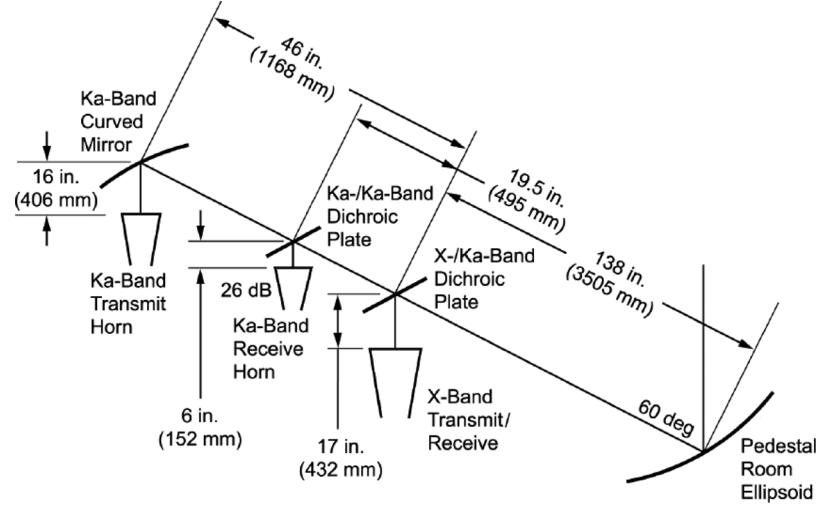 46 in.
(1168 mm)
Ka-Band
Curved
Mirror
16 in.
(406 mm)
19.5 in.
(495 mm)
Ka-/Ka-Band
Dichroic
Plate
X-/Ka-Band
Dichroic
Plate
138 in.
(3505 mm)
Ka-Band
Transmit
Horn
26 dB
Ka-Band
Receive
Horn
6 in.
(152 mm)
17 in.
(432 mm)
X-Band
Transmit/
Receive
60 deg
Pedestal
Room
Ellipsoid